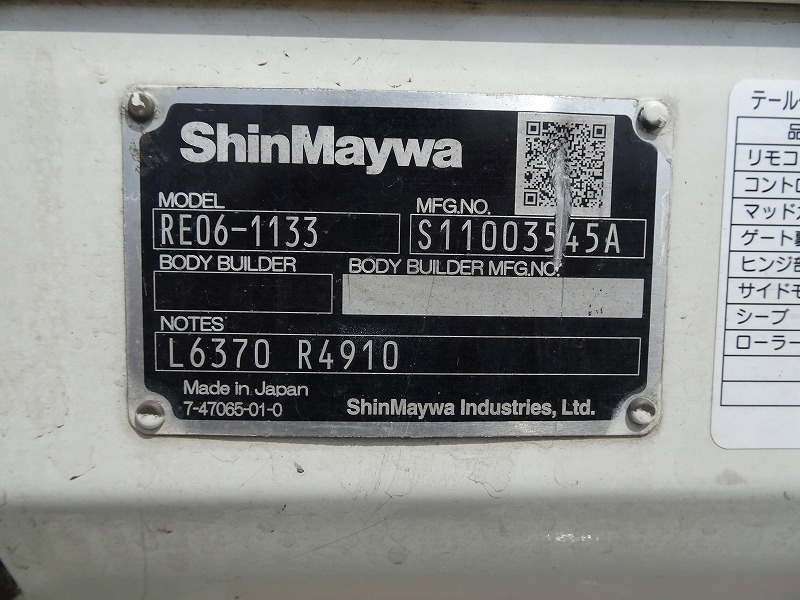 ShinMaywa
MODEL
RE06-1133
MFG.NO.
S11003545A
BODY BUILDER
BODY BUILDER MFG.NO.
NOTES
L6370 R4910
Made in Japan
7-47065-01-0
ShinMaywa Industries, Ltd.
テール
品
リモコ
コントロ
マッド
ゲート
ヒンジ部
サイドモ
シーブ
ローラー